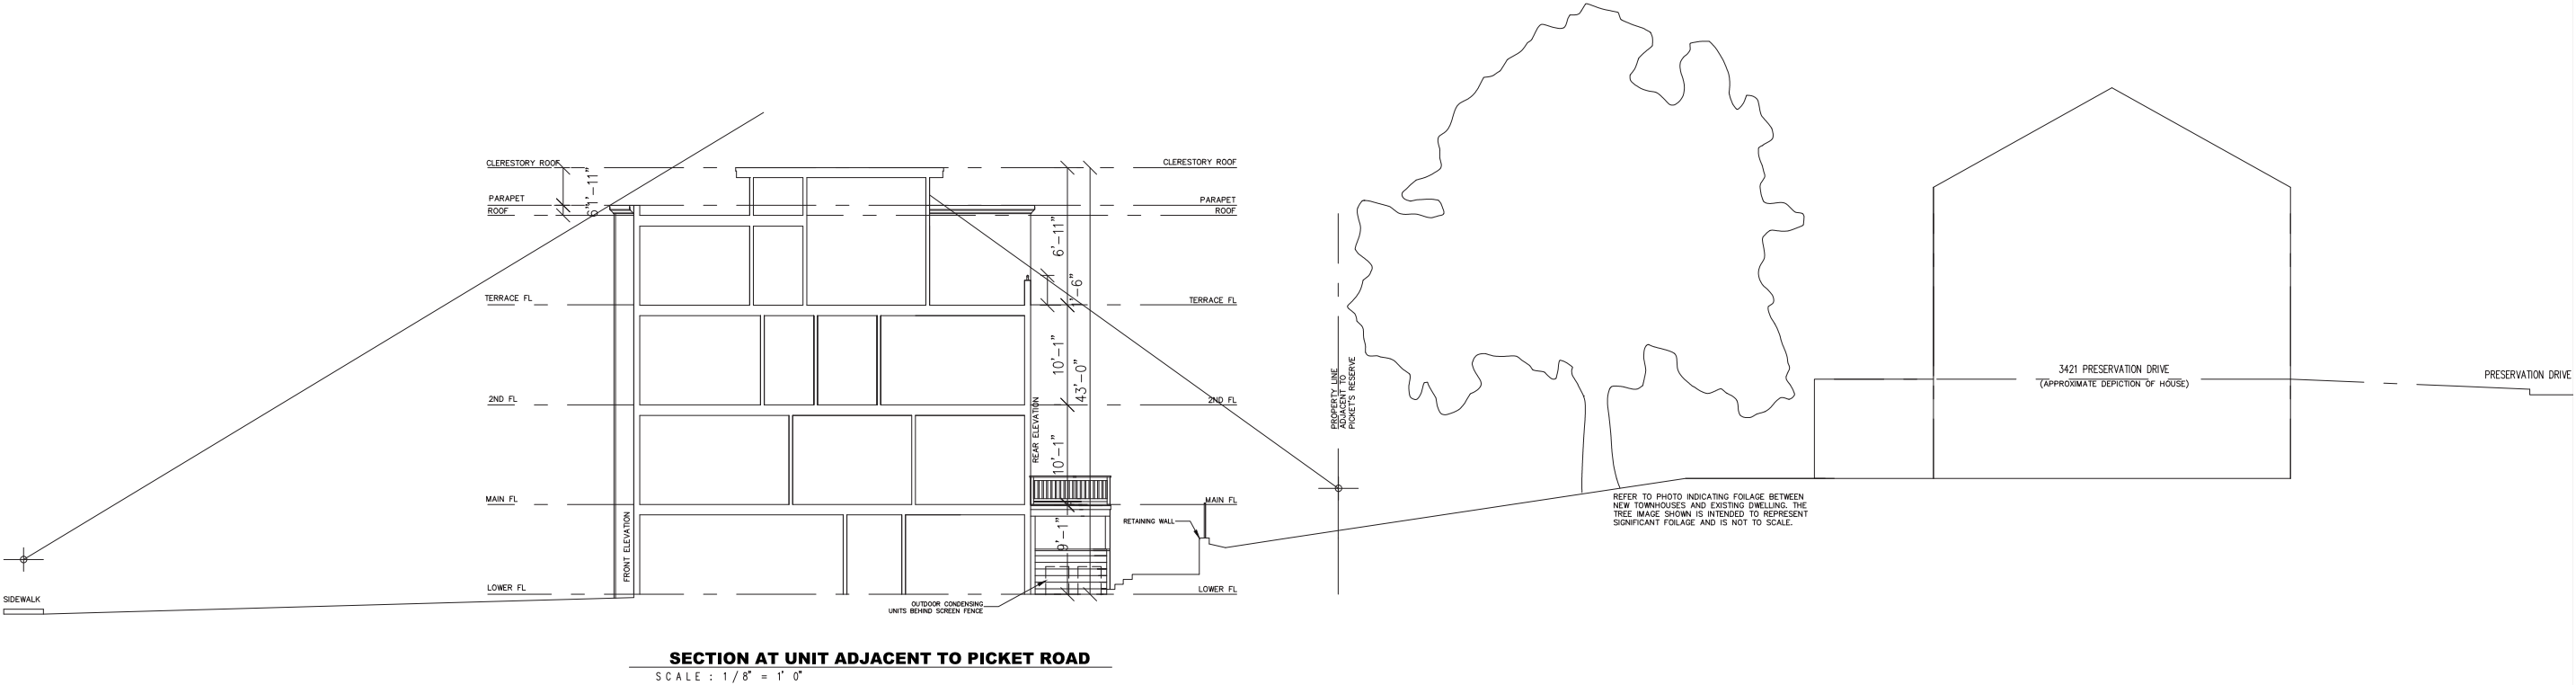 CLERESTORY ROOF
PARAPET
ROOF
TERRACE FL
2ND FL
MAIN FL
LOWER FL
SIDEWALK
FRONT ELEVATION
1'-11"
CLERESTORY ROOF
PARAPET
ROOF
TERRACE FL
2ND FL
MAIN FL
LOWER FL
6'-11"
1'-6"
10'-1"
43'-0"
10'-1"
9'-1"
REAR ELEVATION
RETAINING WALL
OUTDOOR CONDENSING
UNITS BEHIND SCREEN FENCE
PROPERTY LINE
ADJACENT TO
PICKET'S RESERVE
REFER TO PHOTO INDICATING FOILAGE BETWEEN
NEW TOWNHOUSES AND EXISTING DWELLING. THE
TREE IMAGE SHOWN IS INTENDED TO REPRESENT
SIGNIFICANT FOILAGE AND IS NOT TO SCALE.
3421 PRESERVATION DRIVE
(APPROXIMATE DEPICTION OF HOUSE)
PRESERVATION DRIVE
SECTION AT UNIT ADJACENT TO PICKET ROAD
SCALE : 1/8" = 1' 0"